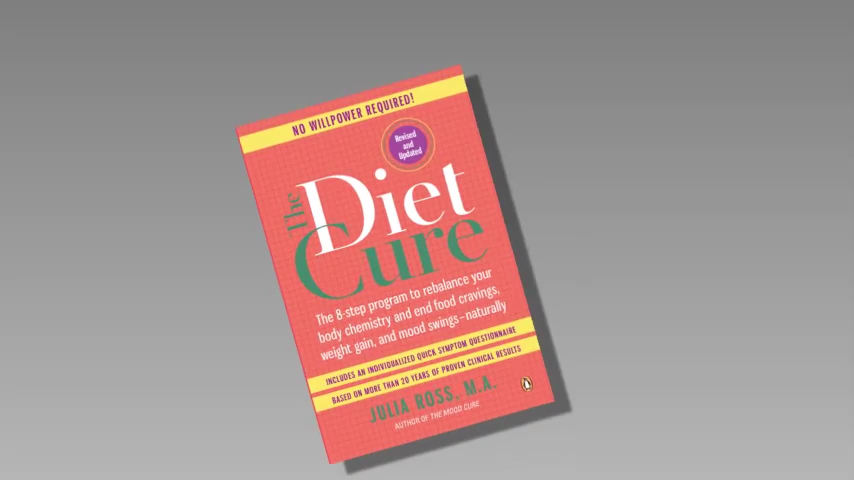 NO WILLPOWER REQUIRED!
Revised
and
Updated
The
Diet
Cure
The 8-step program to rebalance your
body chemistry and end food cravings,
weight gain, and mood swings–naturally
INCLUDES AN INDIVIDUALIZED QUICK SYMPTOM QUESTIONNAIRE
BASED ON MORE THAN 20 YEARS OF PROVEN CLINICAL RESULTS
JULIA ROSS, M.A.
AUTHOR OF THE MOOD CURE